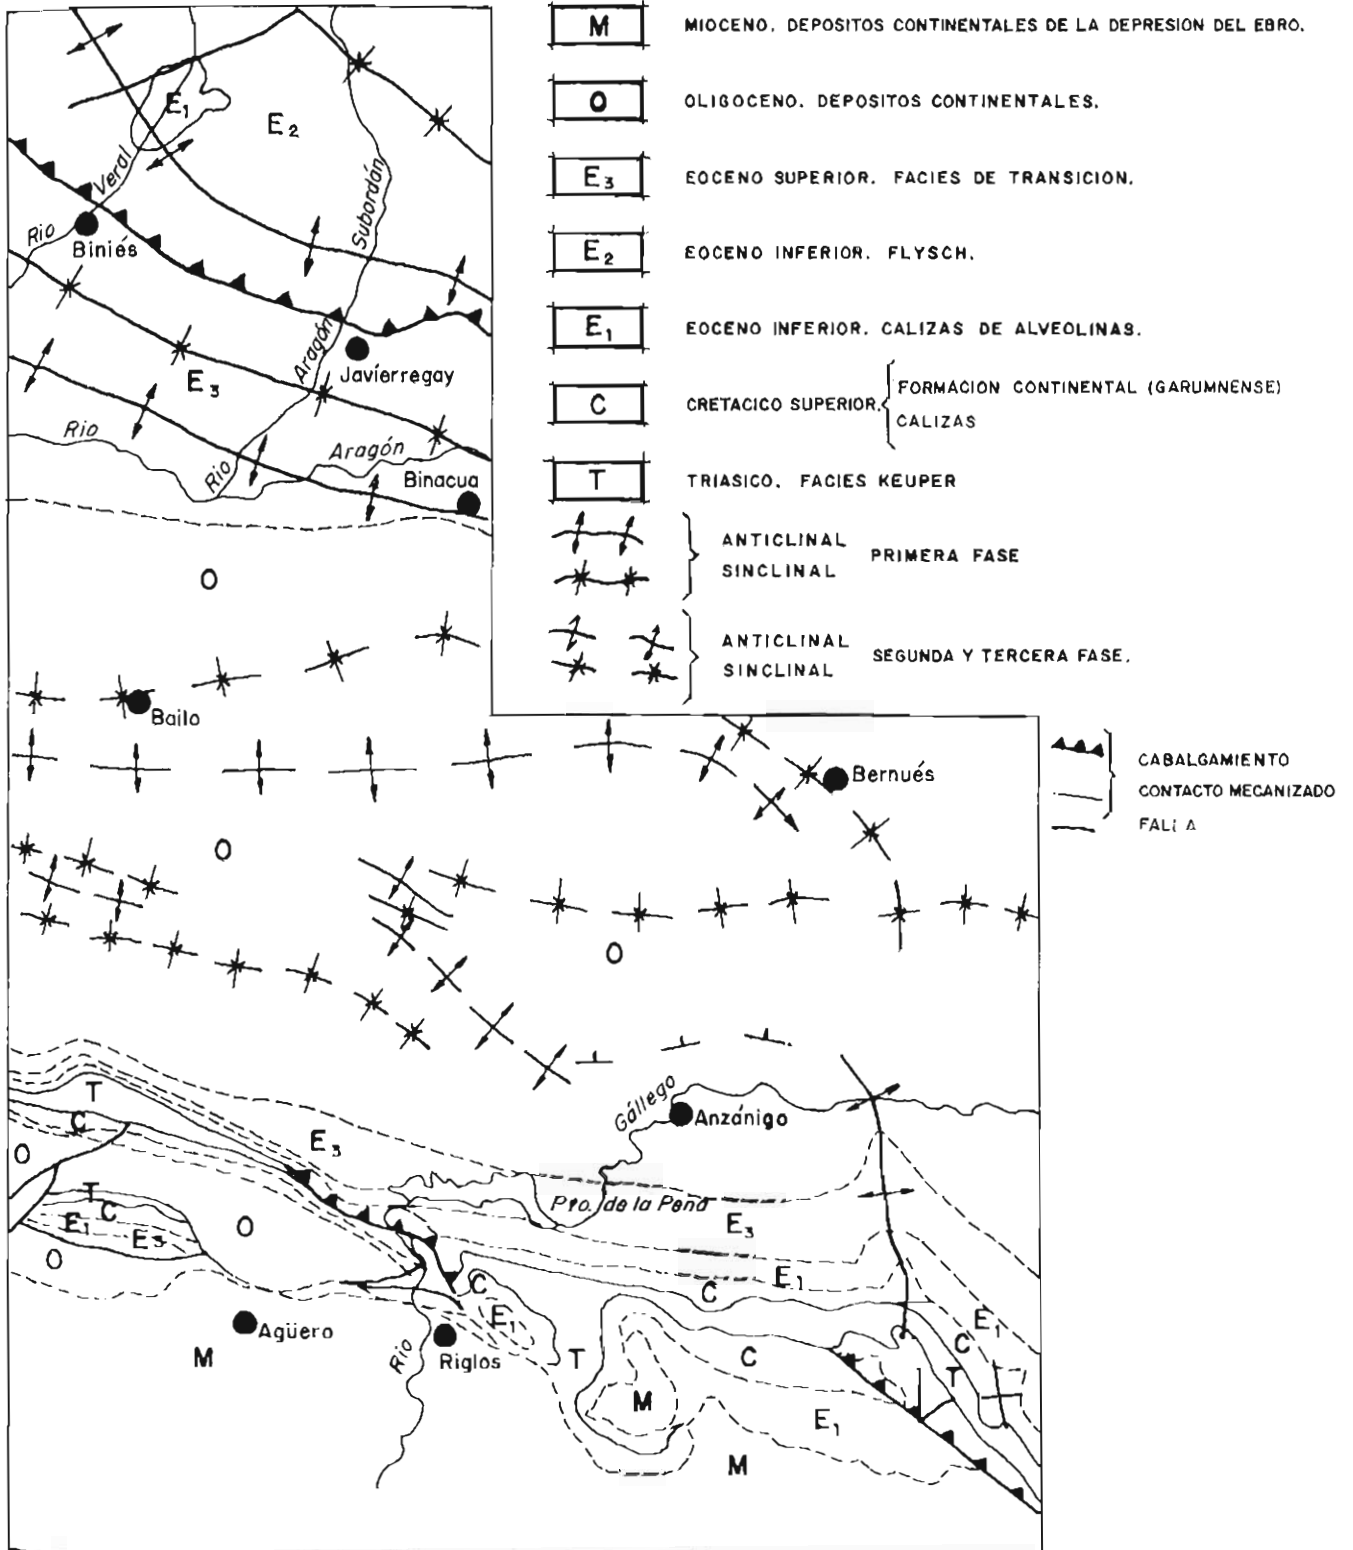 M MIOCENO. DEPOSITOS CONTINENTALES DE LA DEPRESION DEL EBRO.
O OLIGOCENO. DEPOSITOS CONTINENTALES.
E3 EOCENO SUPERIOR. FACIES DE TRANSICION.
E2 EOCENO INFERIOR. FLYSCH.
E1 EOCENO INFERIOR. CALIZAS DE ALVEOLINAS.
C CRETACICO SUPERIOR. FORMACION CONTINENTAL (GARUMNENSE)
CALIZAS
T TRIASICO. FACIES KEUPER
ANTICLINAL
SINCLINAL
PRIMERA FASE
ANTICLINAL
SINCLINAL
SEGUNDA Y TERCERA FASE.
CABALGAMIENTO
CONTACTO MECANIZADO
FALLA
E1
E2
Rio Veral
Biniés
Subordán
Aragón
Rio
Javierregay
E3
Rio Aragón
Binacua
O
Bailo
Bernués
O
O
T
C
O
E3
Gállego
Anzánigo
Pto. de la Peña
T
C
E1
E3
O
O
E3
E1
C
C
E1
E1
C
T
Agüero
Rio
Riglos
M
T
C
M
E1
M